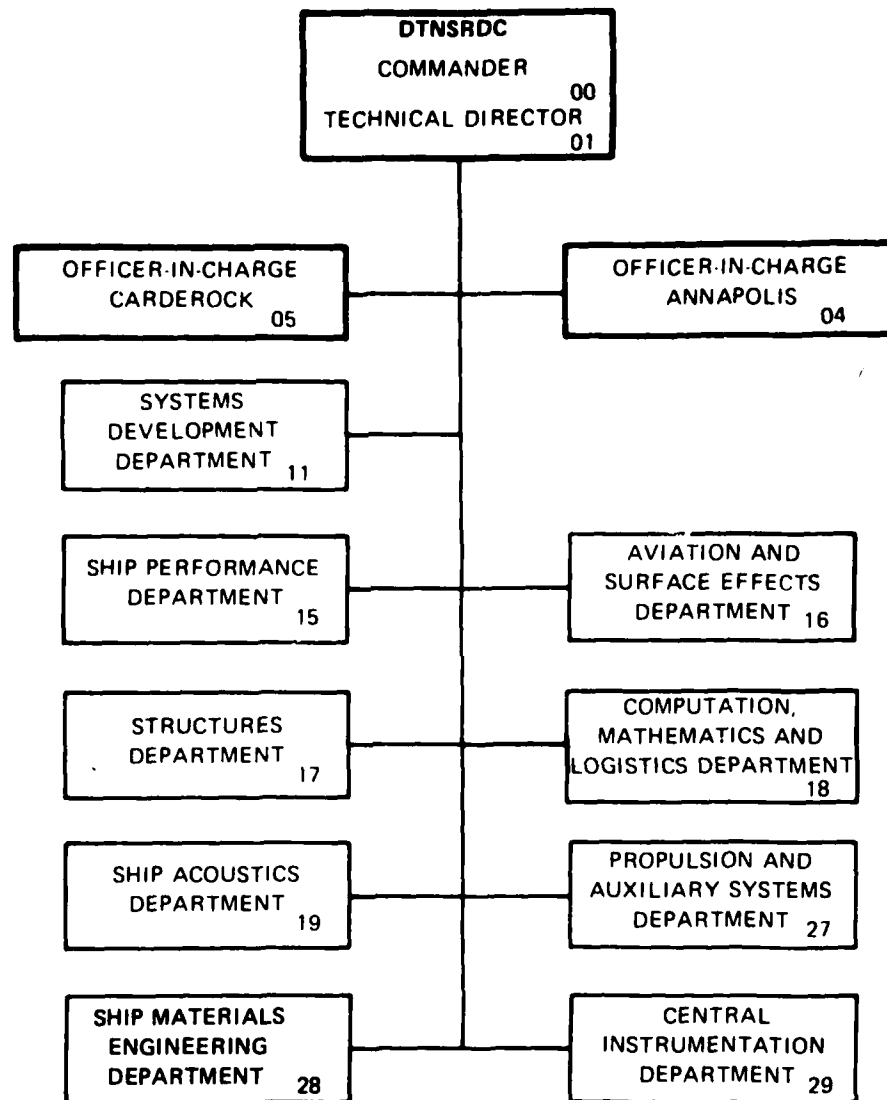 DTNSRDC
COMMANDER
00
TECHNICAL DIRECTOR
01
OFFICER-IN-CHARGE
CARDEROCK
05
OFFICER-IN-CHARGE
ANNAPOLIS
04
SYSTEMS
DEVELOPMENT
DEPARTMENT
11
SHIP PERFORMANCE
DEPARTMENT
15
AVIATION AND
SURFACE EFFECTS
DEPARTMENT 16
STRUCTURES
DEPARTMENT
17
COMPUTATION,
MATHEMATICS AND
LOGISTICS DEPARTMENT
18
SHIP ACOUSTICS
DEPARTMENT
19
PROPULSION AND
AUXILIARY SYSTEMS
DEPARTMENT 27
SHIP MATERIALS
ENGINEERING
DEPARTMENT 28
CENTRAL
INSTRUMENTATION
DEPARTMENT 29